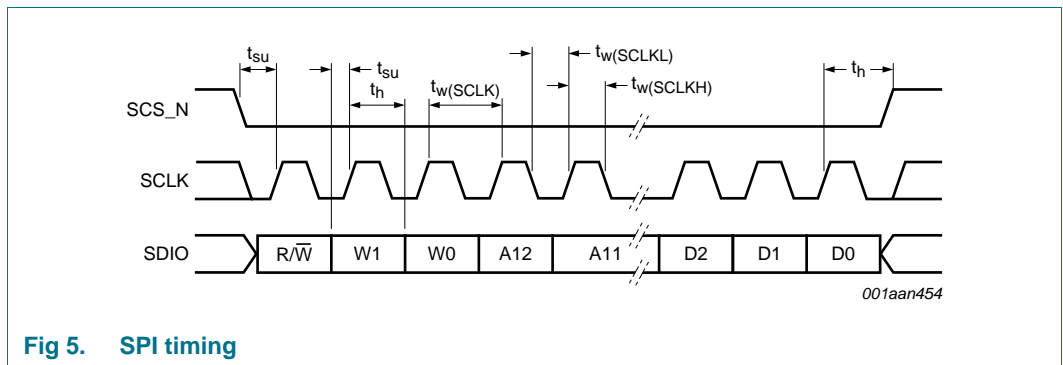 tsu
tsu
th
tw(SCLK)
tw(SCLKL)
tw(SCLKH)
th
SCS_N
SCLK
SDIO
R/W̅ W1 W0 A12 A11 D2 D1 D0
001aan454
Fig 5. SPI timing